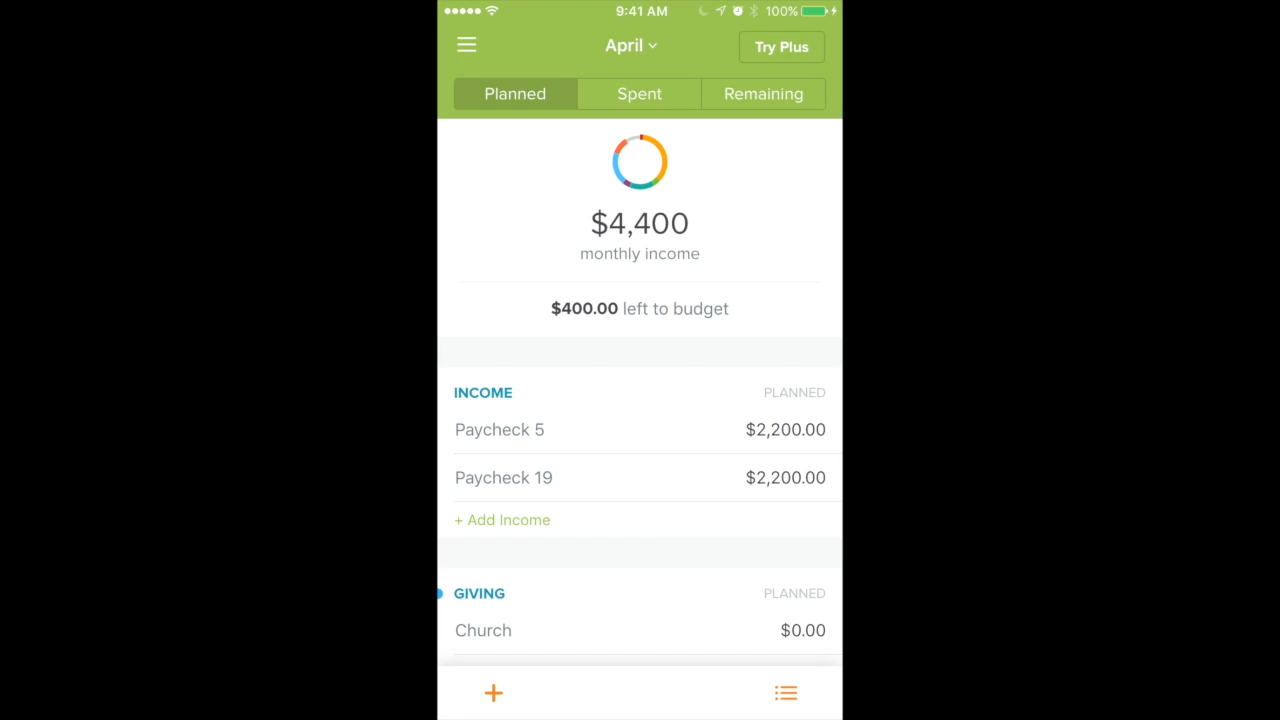 9:41 AM 100%
April Try Plus
Planned Spent Remaining
$4,400
monthly income
$400.00 left to budget
INCOME PLANNED
Paycheck 5 $2,200.00
Paycheck 19 $2,200.00
+ Add Income
GIVING PLANNED
Church $0.00